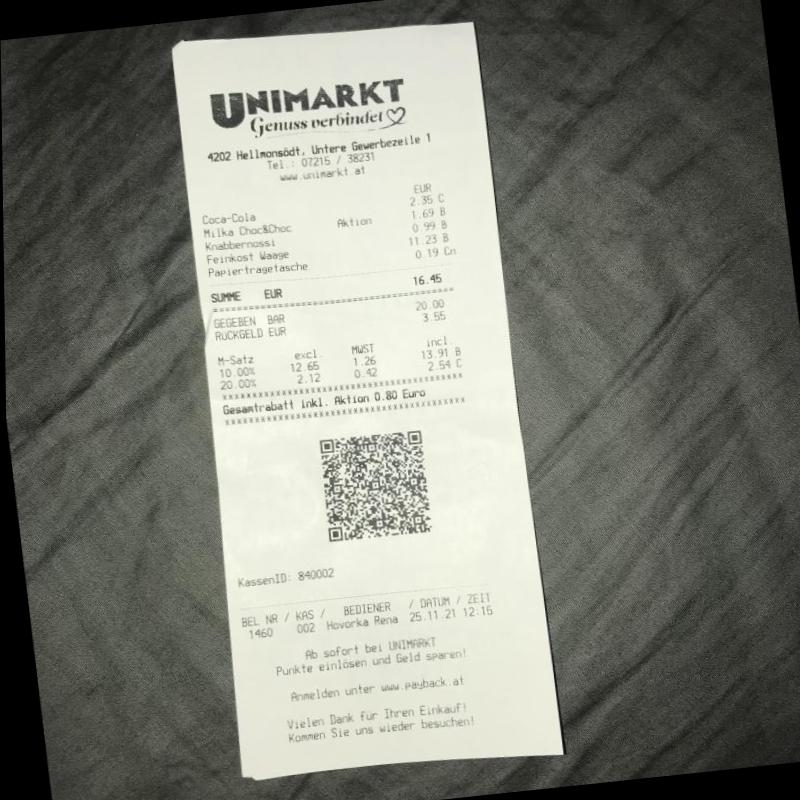 UNIMARKT
Genuss verbindet
4202 Hellmonsödt, Untere Gewerbezeile 1
Tel.: 07215 / 38231
www.unimarkt.at
EUR
Coca-Cola 2.35 C
Milka Choc&Choc Aktion 1.69 B
Knabbernossi 0.99 B
Feinkost Waage 11.23 B
Papiertragetasche 0.19 Cn
SUMME EUR 16.45
GEGEBEN BAR 20.00
RÜCKGELD EUR 3.55
M-Satz excl. MWST incl.
10.00% 12.65 1.26 13.91 B
20.00% 2.12 0.42 2.54 C
Gesamtrabatt inkl. Aktion 0.80 Euro
KassenID: 840002
BEL NR / KAS / BEDIENER / DATUM / ZEIT
1460 002 Hovorka Rena 25.11.21 12:15
Ab sofort bei UNIMARKT
Punkte einlösen und Geld sparen!
Anmelden unter www.payback.at
Vielen Dank für Ihren Einkauf!
Kommen Sie uns wieder besuchen!